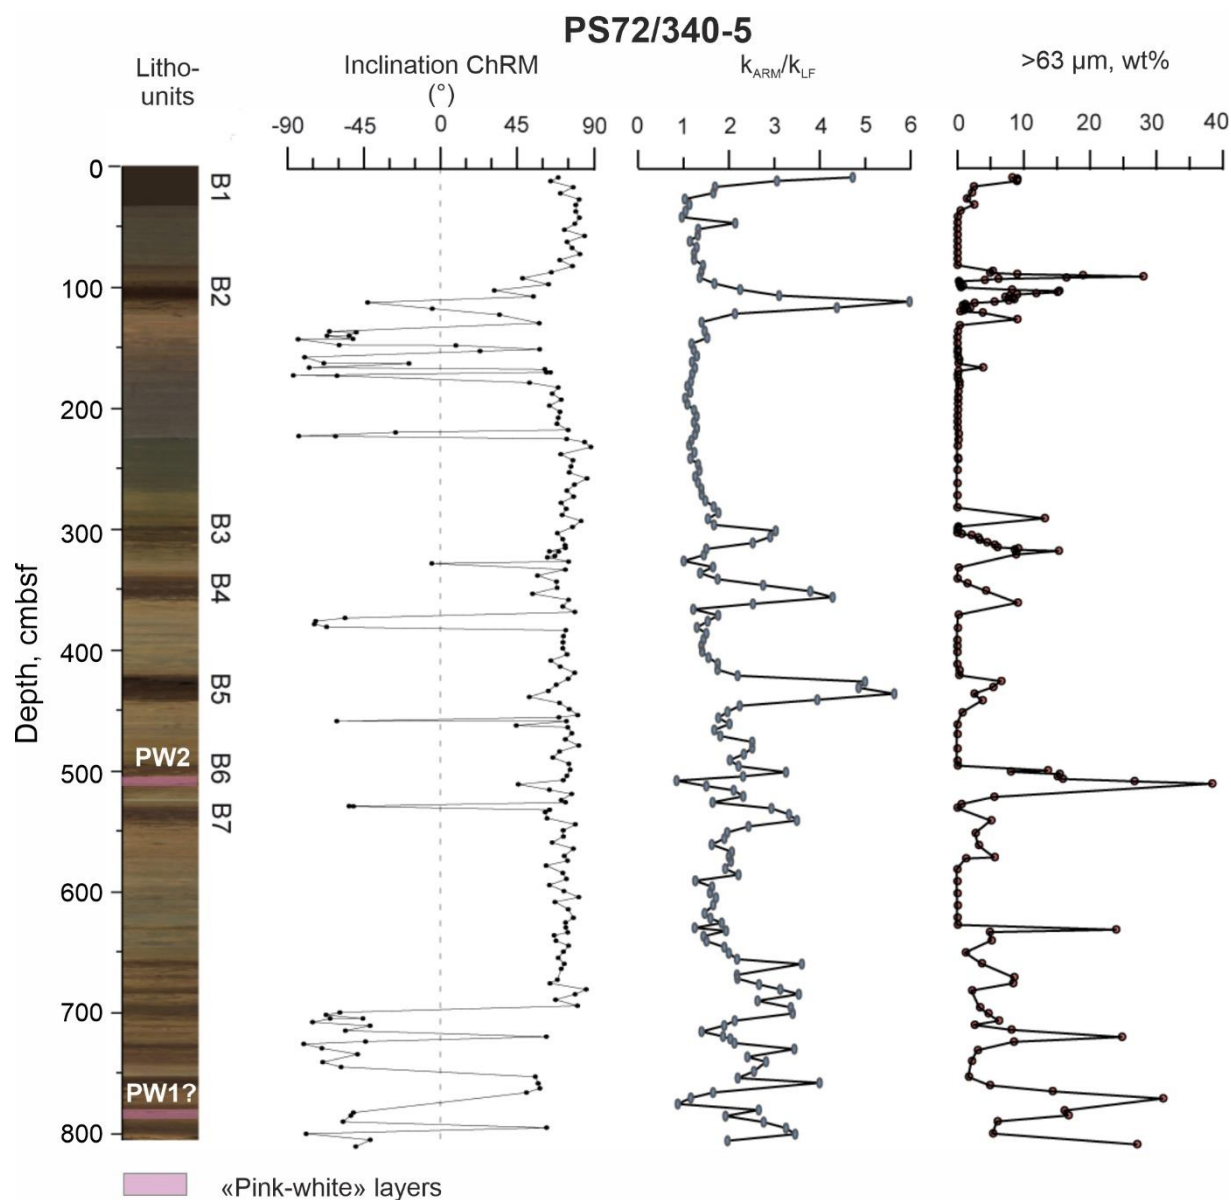 PS72/340-5
Litho-
units
Inclination ChRM
(°)
kARM/kLF
>63 μm, wt%
-90 -45 0 45 90
0 1 2 3 4 5 6
0 10 20 30 40
Depth, cmbsf
0
100
200
300
400
500
600
700
800
B1
B2
B3
B4
B5
B6
B7
PW2
PW1?
«Pink-white» layers